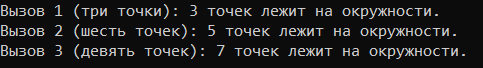 Вызов 1 (три точки): 3 точек лежит на окружности.
Вызов 2 (шесть точек): 5 точек лежит на окружности.
Вызов 3 (девять точек): 7 точек лежит на окружности.